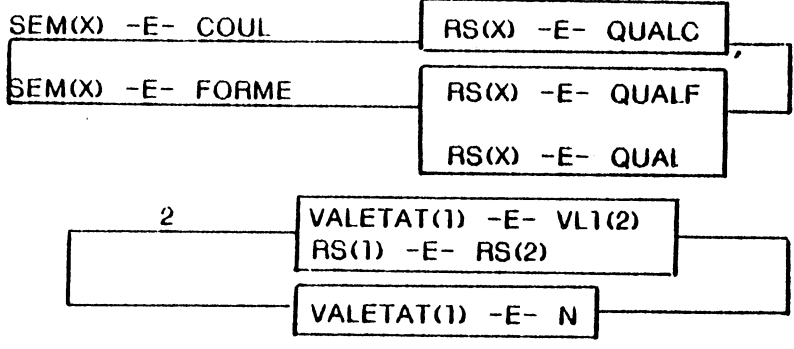 SEM(X) -E- COUL RS(X) -E- QUALC
,
SEM(X) -E- FORME RS(X) -E- QUALF
RS(X) -E- QUAL
2 VALETAT(1) -E- VL1(2)
RS(1) -E- RS(2)
VALETAT(1) -E- N